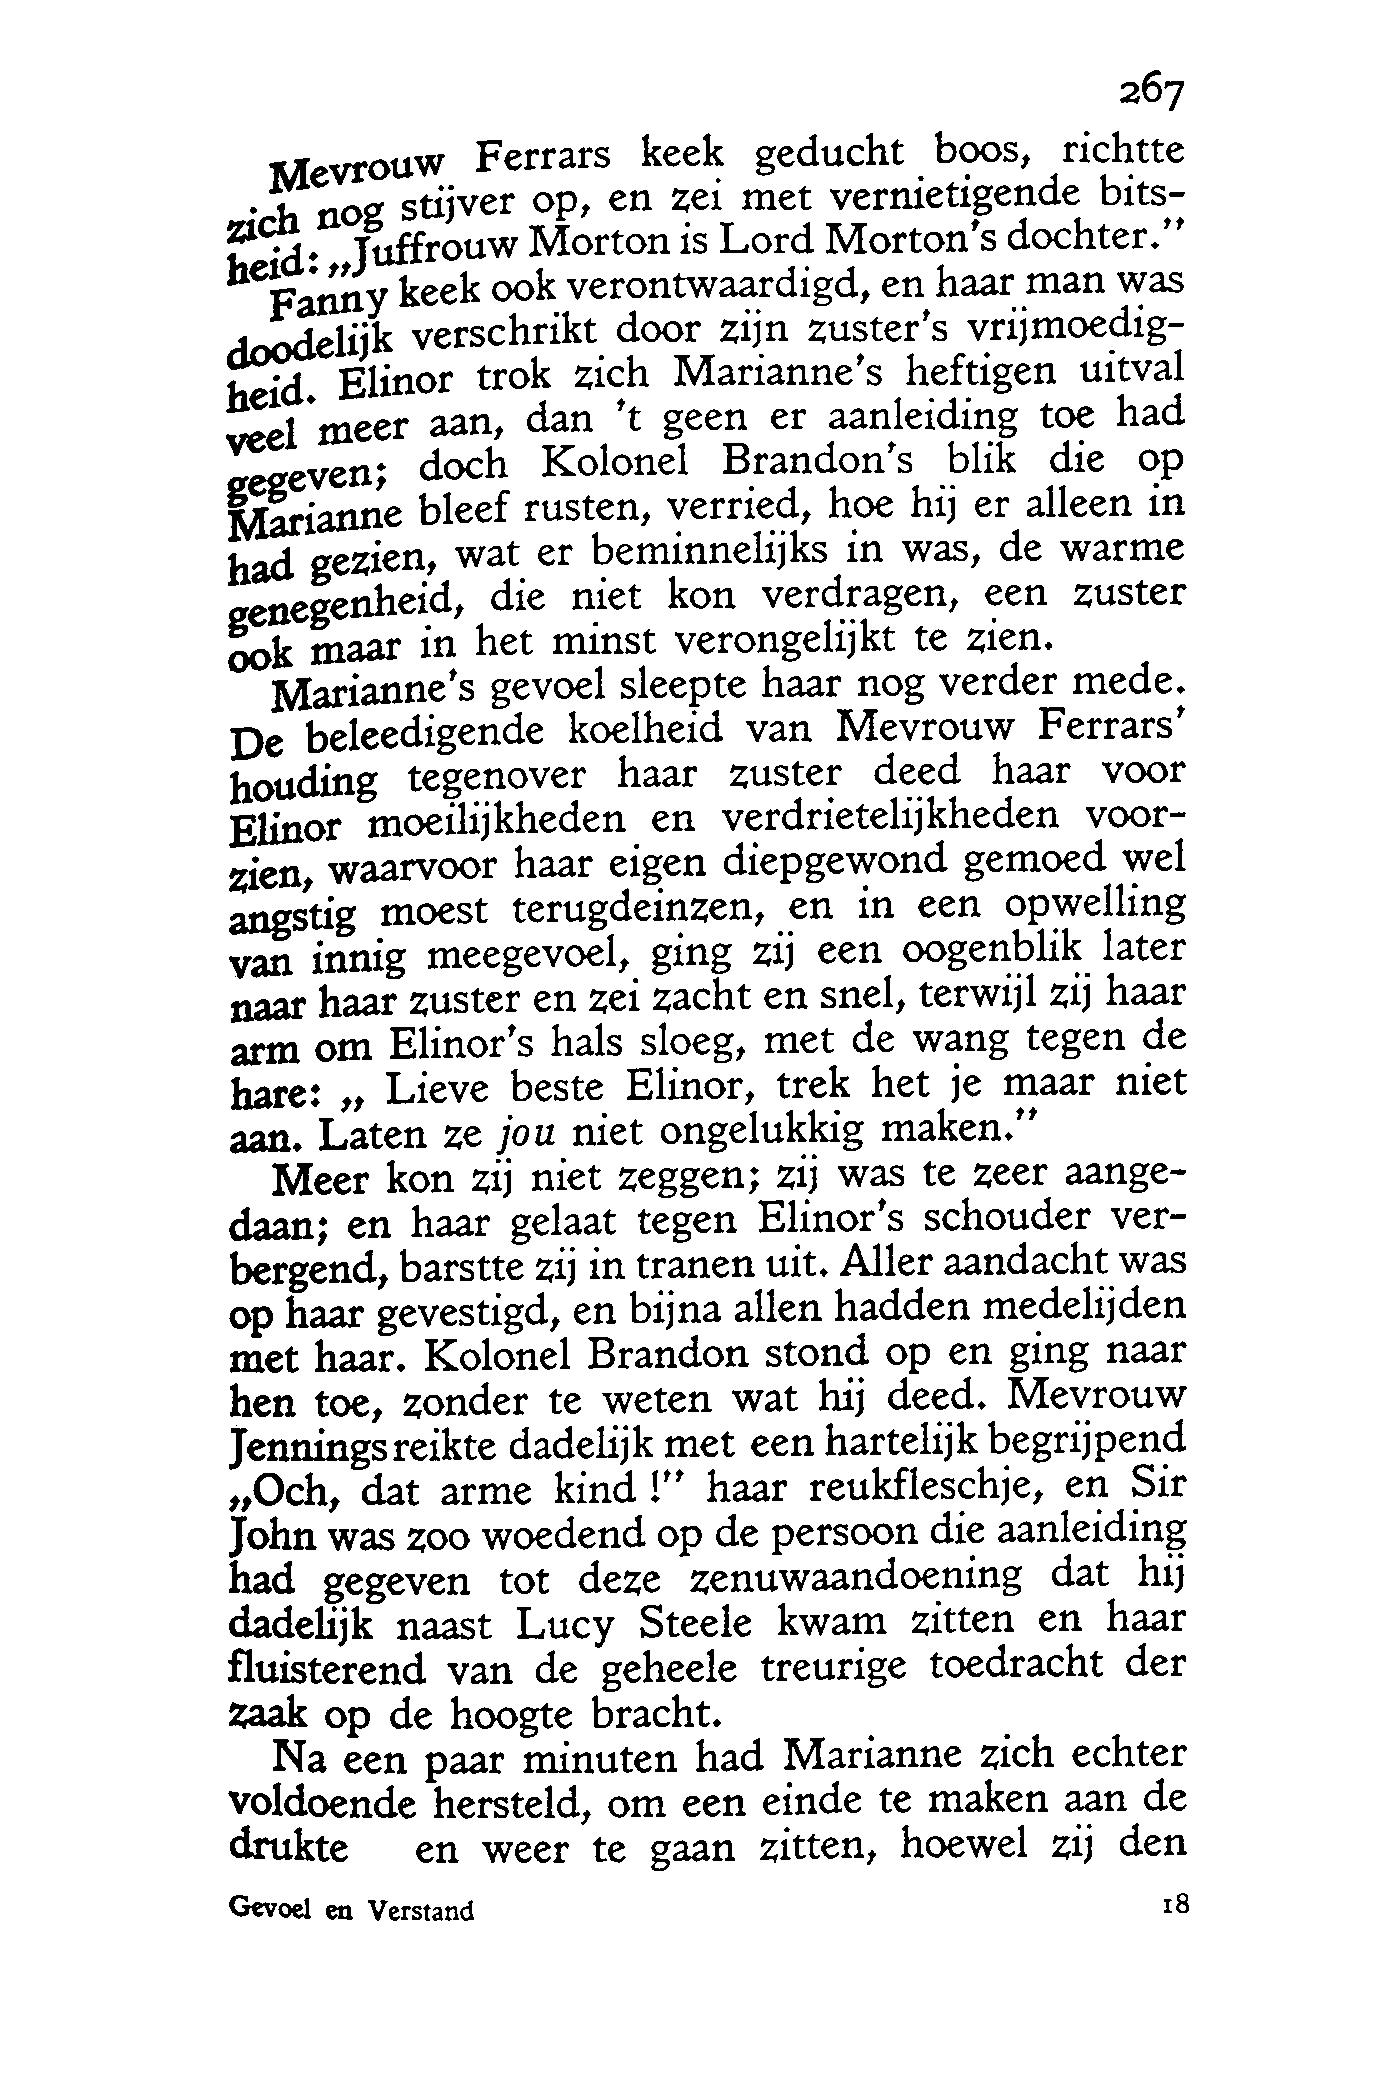 267
Mevrouw Ferrars keek geducht boos, richtte
zich nog stijver op, en zei met vernietigende bits-
heid: „Juffrouw Morton is Lord Morton's dochter."
Fanny keek ook verontwaardigd, en haar man was
doodelijk verschrikt door zijn zuster's vrijmoedig-
heid. Elinor trok zich Marianne's heftigen uitval
veel meer aan, dan 't geen er aanleiding toe had
gegeven; doch Kolonel Brandon's blik die op
Marianne bleef rusten, verried, hoe hij er alleen in
had gezien, wat er beminnelijks in was, de warme
genegenheid, die niet kon verdragen, een zuster
ook maar in het minst verongelijkt te zien.
Marianne's gevoel sleepte haar nog verder mede.
De beleedigende koelheid van Mevrouw Ferrars'
houding tegenover haar zuster deed haar voor
Elinor moeilijkheden en verdrietelijkheden voor-
zien, waarvoor haar eigen diepgewond gemoed wel
angstig moest terugdeinzen, en in een opwelling
van innig meegevoel, ging zij een oogenblik later
naar haar zuster en zei zacht en snel, terwijl zij haar
arm om Elinor's hals sloeg, met de wang tegen de
hare: „ Lieve beste Elinor, trek het je maar niet
aan. Laten ze jou niet ongelukkig maken."
Meer kon zij niet zeggen; zij was te zeer aange-
daan; en haar gelaat tegen Elinor's schouder ver-
bergend, barstte zij in tranen uit. Aller aandacht was
op haar gevestigd, en bijna allen hadden medelijden
met haar. Kolonel Brandon stond op en ging naar
hen toe, zonder te weten wat hij deed. Mevrouw
Jennings reikte dadelijk met een hartelijk begrijpend
„Och, dat arme kind !" haar reukfleschje, en Sir
John was zoo woedend op de persoon die aanleiding
had gegeven tot deze zenuwaandoening dat hij
dadelijk naast Lucy Steele kwam zitten en haar
fluisterend van de geheele treurige toedracht der
zaak op de hoogte bracht.
Na een paar minuten had Marianne zich echter
voldoende hersteld, om een einde te maken aan de
drukte en weer te gaan zitten, hoewel zij den
Gevoel en Verstand 18